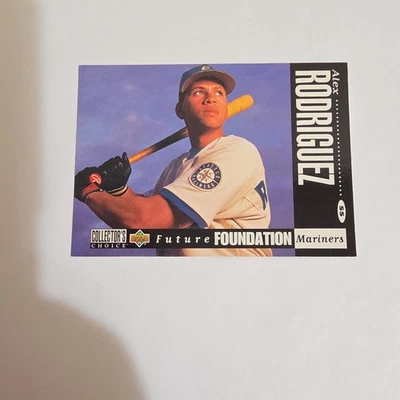 Alex
RODRIGUEZ
SS
COLLECTOR'S
CHOICE
Future FOUNDATION Mariners